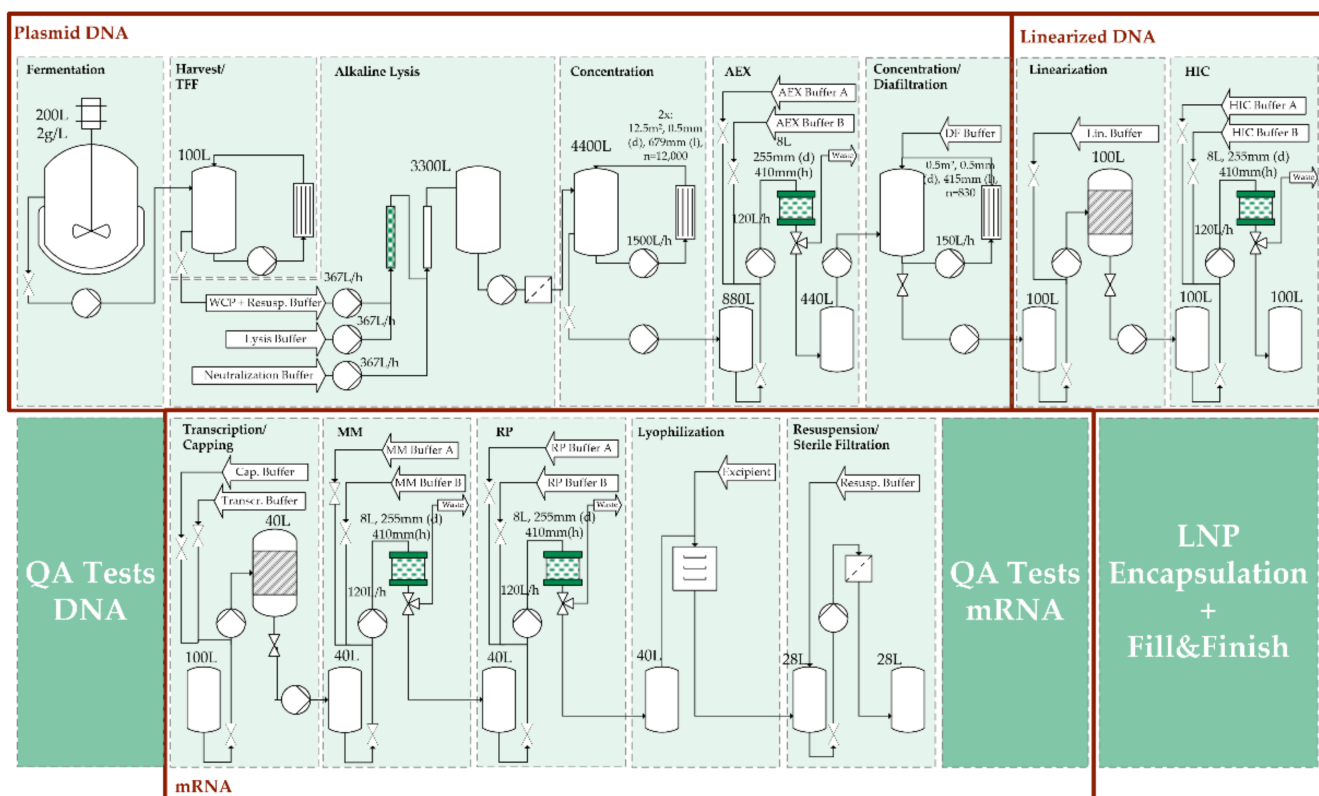 Plasmid DNA
Fermentation
200L
2g/L
Harvest/
TFF
100L
Alkaline Lysis
3300L
367L/h
WCP + Resusp. Buffer
367L/h
Lysis Buffer
367L/h
Neutralization Buffer
Concentration
2x:
12.5m², 0.5mm
(d), 679mm (l),
n=12,000
4400L
1500L/h
AEX
AEX Buffer A
AEX Buffer B
8L
255mm (d)
410mm(h)
Waste
120L/h
880L
440L
Concentration/
Diafiltration
DF Buffer
0.5m², 0.5mm
(d), 415mm (l),
n=830
150L/h
Linearized DNA
Linearization
Lin. Buffer
100L
100L
HIC
HIC Buffer A
HIC Buffer B
8L, 255mm (d)
410mm(h)
Waste
120L/h
100L
100L
QA Tests
DNA
Transcription/
Capping
Cap. Buffer
Transcr. Buffer
40L
100L
MM
MM Buffer A
MM Buffer B
Waste
8L, 255mm (d)
410mm(h)
120L/h
40L
RP
RP Buffer A
RP Buffer B
Waste
8L, 255mm (d)
410mm(h)
120L/h
40L
Lyophilization
Excipient
40L
Resuspension/
Sterile Filtration
Resusp. Buffer
28L
28L
QA Tests
mRNA
LNP
Encapsulation
+
Fill&Finish
mRNA